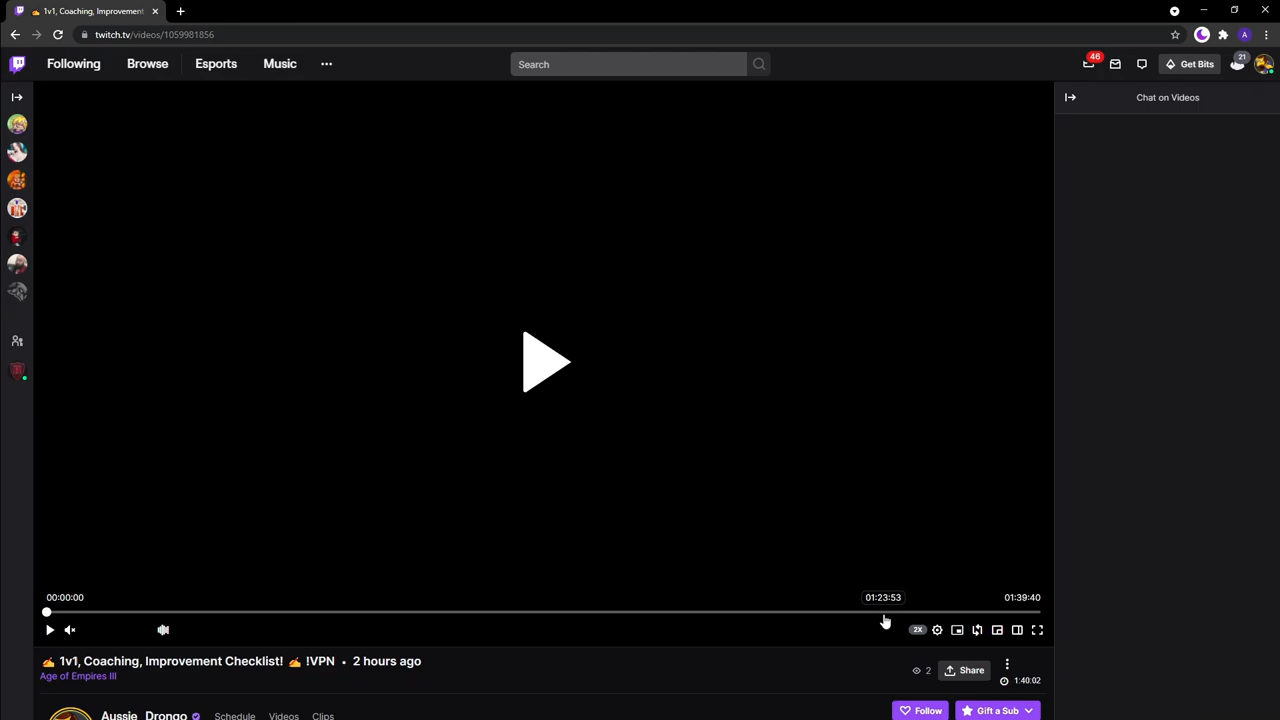 1v1, Coaching, Improvement
twitch.tv/videos/1059981856
A
Following
Browse
Esports
Music
Search
46
Get Bits
21
Chat on Videos
00:00:00
01:23:53
01:39:40
2X
1v1, Coaching, Improvement Checklist! ✍ !VPN • 2 hours ago
Age of Empires III
2
Share
1:40:02
Aussie_Drongo
Schedule
Videos
Clips
Follow
Gift a Sub